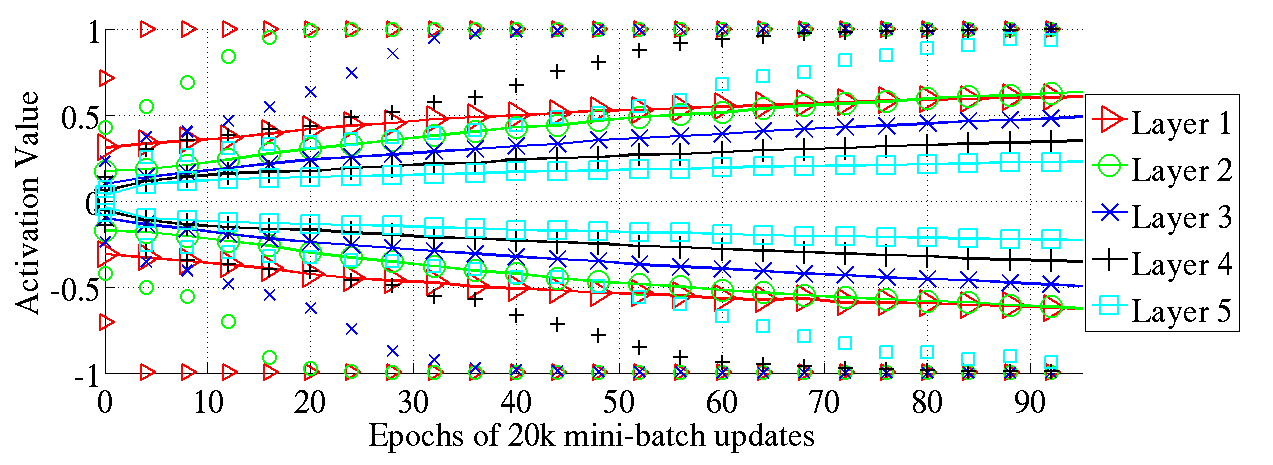 1
0.5
0
-0.5
-1
Activation Value
0 10 20 30 40 50 60 70 80 90
Epochs of 20k mini-batch updates
Layer 1
Layer 2
Layer 3
Layer 4
Layer 5